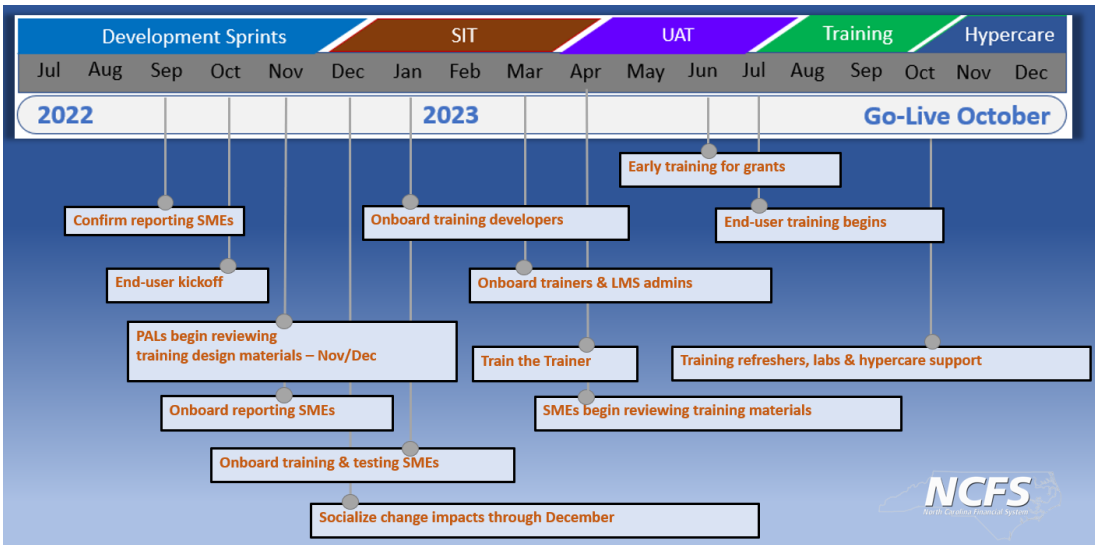 Development Sprints
SIT
UAT
Training
Hypercare
Jul Aug Sep Oct Nov Dec Jan Feb Mar Apr May Jun Jul Aug Sep Oct Nov Dec
2022
2023
Go-Live October
Early training for grants
Confirm reporting SMEs
Onboard training developers
End-user training begins
End-user kickoff
Onboard trainers & LMS admins
PALs begin reviewing
training design materials – Nov/Dec
Train the Trainer
Training refreshers, labs & hypercare support
Onboard reporting SMEs
SMEs begin reviewing training materials
Onboard training & testing SMEs
Socialize change impacts through December
NCFS
North Carolina Financial System